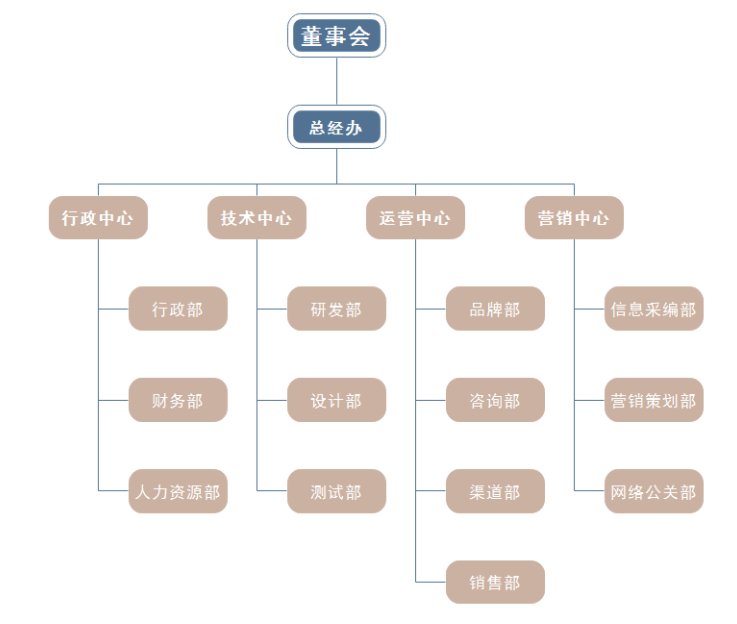 董事会
总经办
行政中心
技术中心
运营中心
营销中心
行政部
研发部
品牌部
信息采编部
财务部
设计部
咨询部
营销策划部
人力资源部
测试部
渠道部
网络公关部
销售部